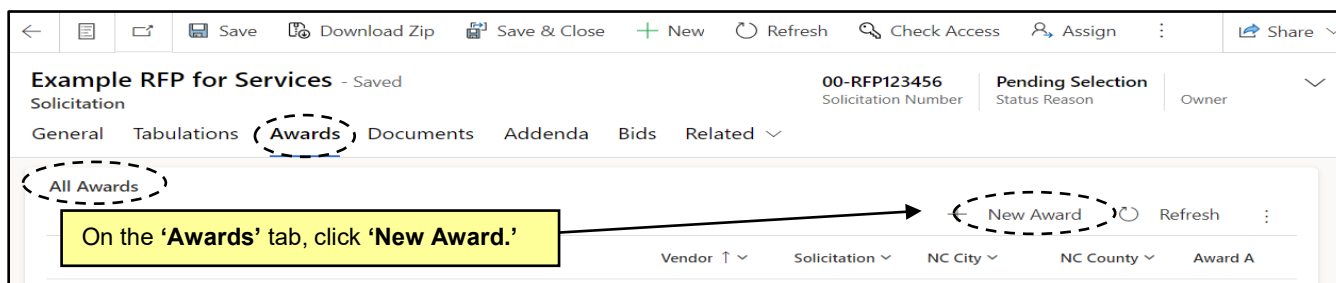 Save Download Zip Save & Close New Refresh Check Access Assign Share
Example RFP for Services - Saved 00-RFP123456 Pending Selection
Solicitation Solicitation Number Status Reason Owner
General Tabulations Awards Documents Addenda Bids Related
All Awards
New Award Refresh
On the ‘Awards’ tab, click ‘New Award.’
Vendor Solicitation NC City NC County Award A